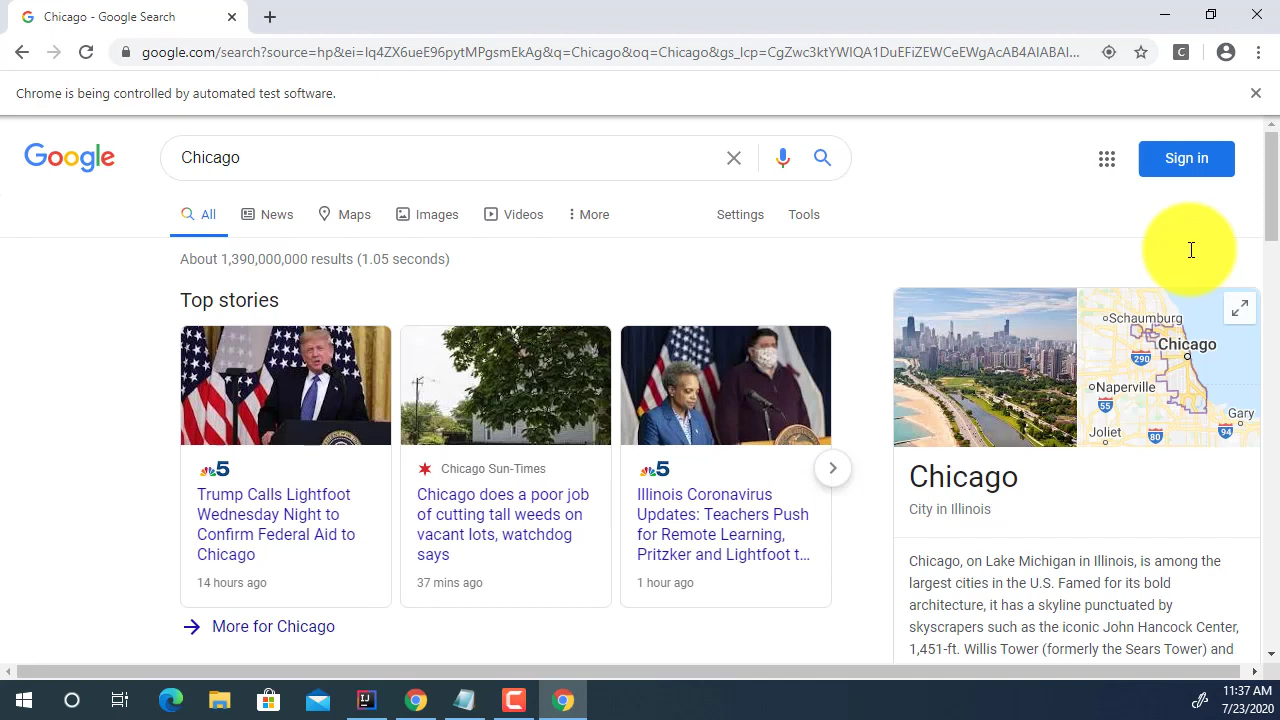 Chicago - Google Search
google.com/search?source=hp&ei=Iq4ZX6ueE96pytMPgsmEkAg&q=Chicago&oq=Chicago&gs_lcp=CgZwc3ktYWIQA1DuEFiZEWCeEWgAcAB4AIABAI...
Chrome is being controlled by automated test software.
Google
Chicago
Sign in
All News Maps Images Videos More Settings Tools
About 1,390,000,000 results (1.05 seconds)
Top stories
5
Trump Calls Lightfoot
Wednesday Night to
Confirm Federal Aid to
Chicago
14 hours ago
Chicago Sun-Times
Chicago does a poor job
of cutting tall weeds on
vacant lots, watchdog
says
37 mins ago
5
Illinois Coronavirus
Updates: Teachers Push
for Remote Learning,
Pritzker and Lightfoot t...
1 hour ago
More for Chicago
Schaumburg
Chicago
290
Naperville
55
Gary
Joliet
80
94
Chicago
City in Illinois
Chicago, on Lake Michigan in Illinois, is among the
largest cities in the U.S. Famed for its bold
architecture, it has a skyline punctuated by
skyscrapers such as the iconic John Hancock Center,
1,451-ft. Willis Tower (formerly the Sears Tower) and
11:37 AM
7/23/2020